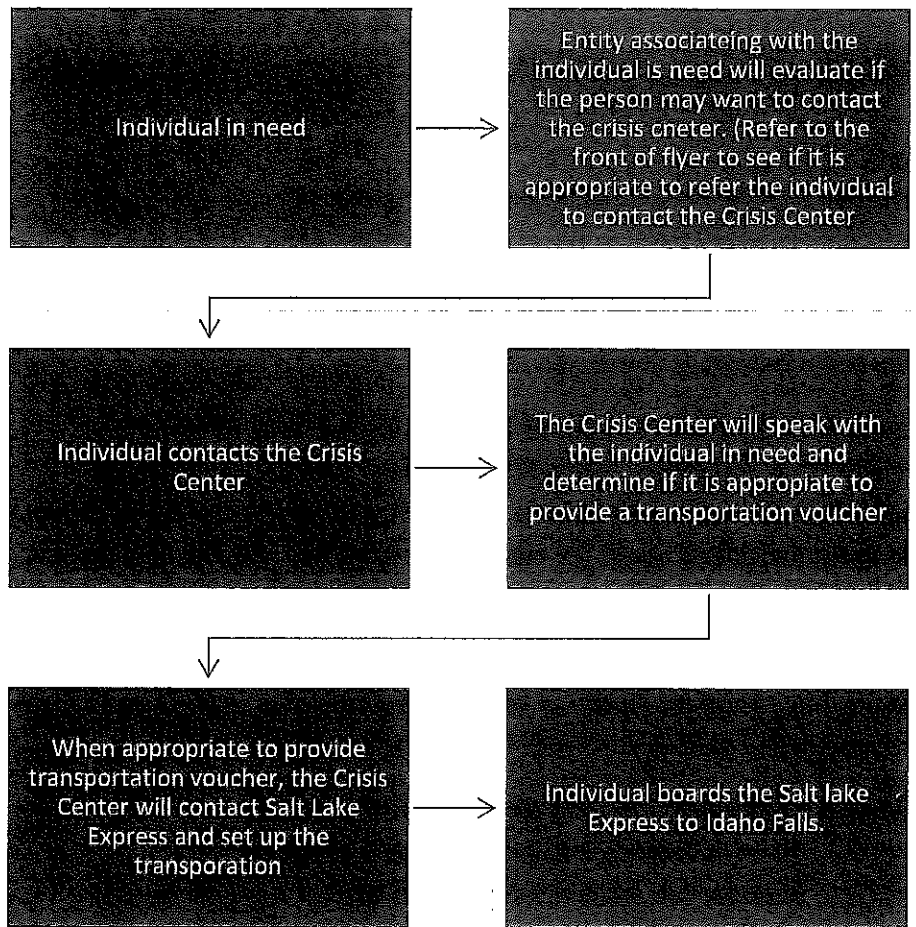 Individual in need
Entity associateing with the
individual is need will evaluate if
the person may want to contact
the crisis cneter. (Refer to the
front of flyer to see if it is
appropriate to refer the individual
to contact the Crisis Center
Individual contacts the Crisis
Center
The Crisis Center will speak with
the individual in need and
determine if it is appropiate to
provide a transportation voucher
When appropriate to provide
transportation voucher, the Crisis
Center will contact Salt Lake
Express and set up the
transporation
Individual boards the Salt lake
Express to Idaho Falls.